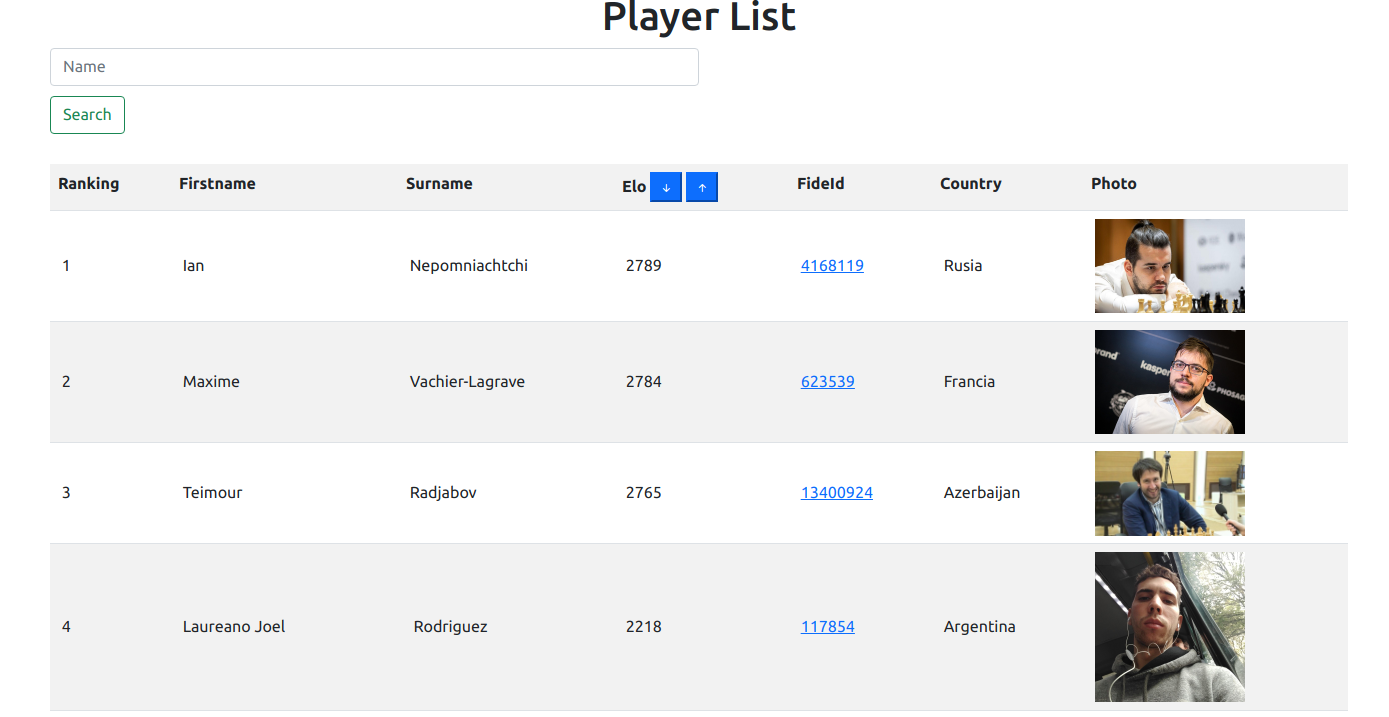 Player List
Name
Search
Ranking Firstname Surname Elo ↓ ↑ FideId Country Photo
1 Ian Nepomniachtchi 2789 4168119 Rusia
2 Maxime Vachier-Lagrave 2784 623539 Francia
3 Teimour Radjabov 2765 13400924 Azerbaijan
4 Laureano Joel Rodriguez 2218 117854 Argentina